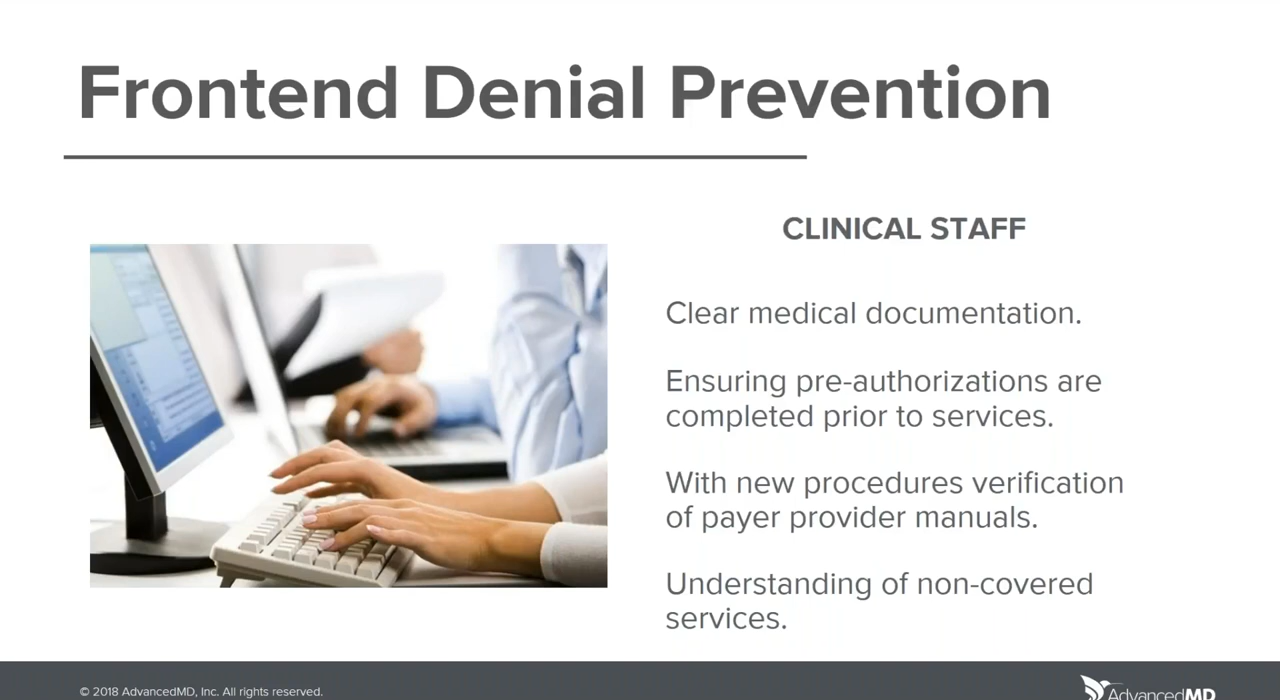 Frontend Denial Prevention
CLINICAL STAFF
Clear medical documentation.
Ensuring pre-authorizations are
completed prior to services.
With new procedures verification
of payer provider manuals.
Understanding of non-covered
services.
© 2018 AdvancedMD, Inc. All rights reserved.
AdvancedMD